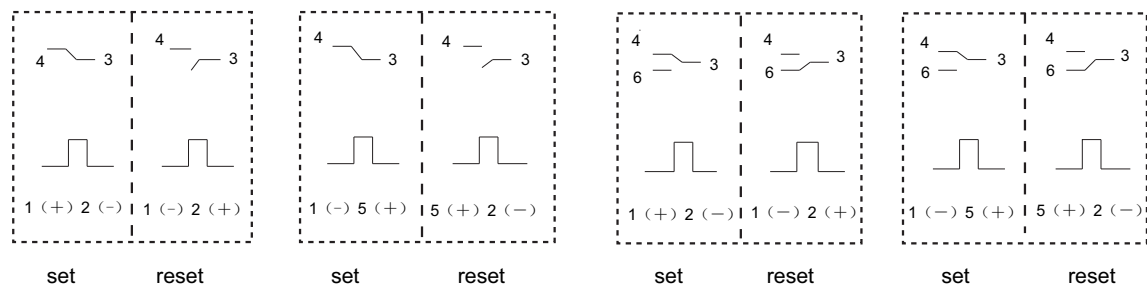 4
4
3
4
3
1 (+) 2 (-)
1 (-) 2 (+)
set
reset
4
3
4
3
1 (-) 5 (+)
5 (+) 2 (—)
set
reset
4
6
3
4
6
3
1 (+) 2 (—)
1 (—) 2 (+)
set
reset
4
6
3
4
6
3
1 (—) 5 (+)
5 (+) 2 (—)
set
reset